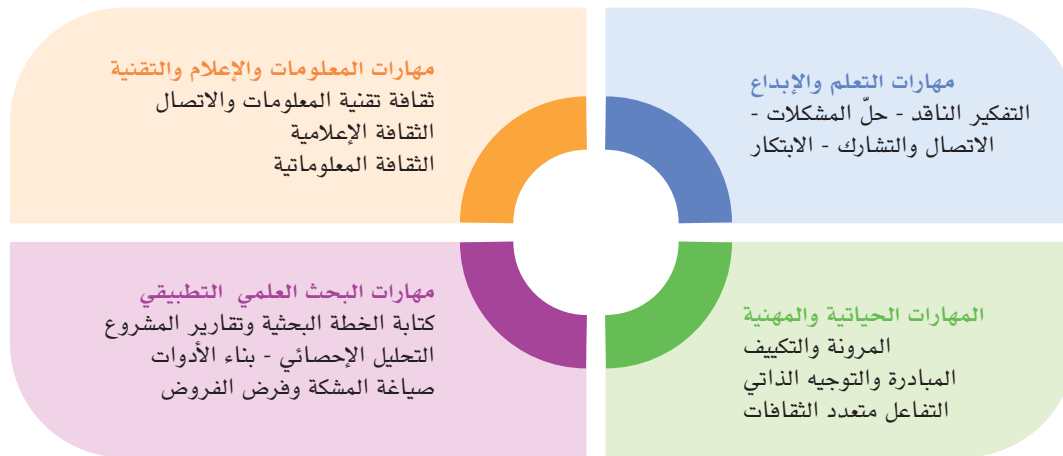 مهارات التعلم والإبداع
التفكير الناقد - حلّ المشكلات -
الاتصال والتشارك - الابتكار
مهارات المعلومات والإعلام والتقنية
ثقافة تقنية المعلومات والاتصال
الثقافة الإعلامية
الثقافة المعلوماتية
المهارات الحياتية والمهنية
المرونة والتكييف
المبادرة والتوجيه الذاتي
التفاعل متعدد الثقافات
مهارات البحث العلمي التطبيقي
كتابة الخطة البحثية وتقارير المشروع
التحليل الإحصائي - بناء الأدوات
صياغة المشكة وفرض الفروض